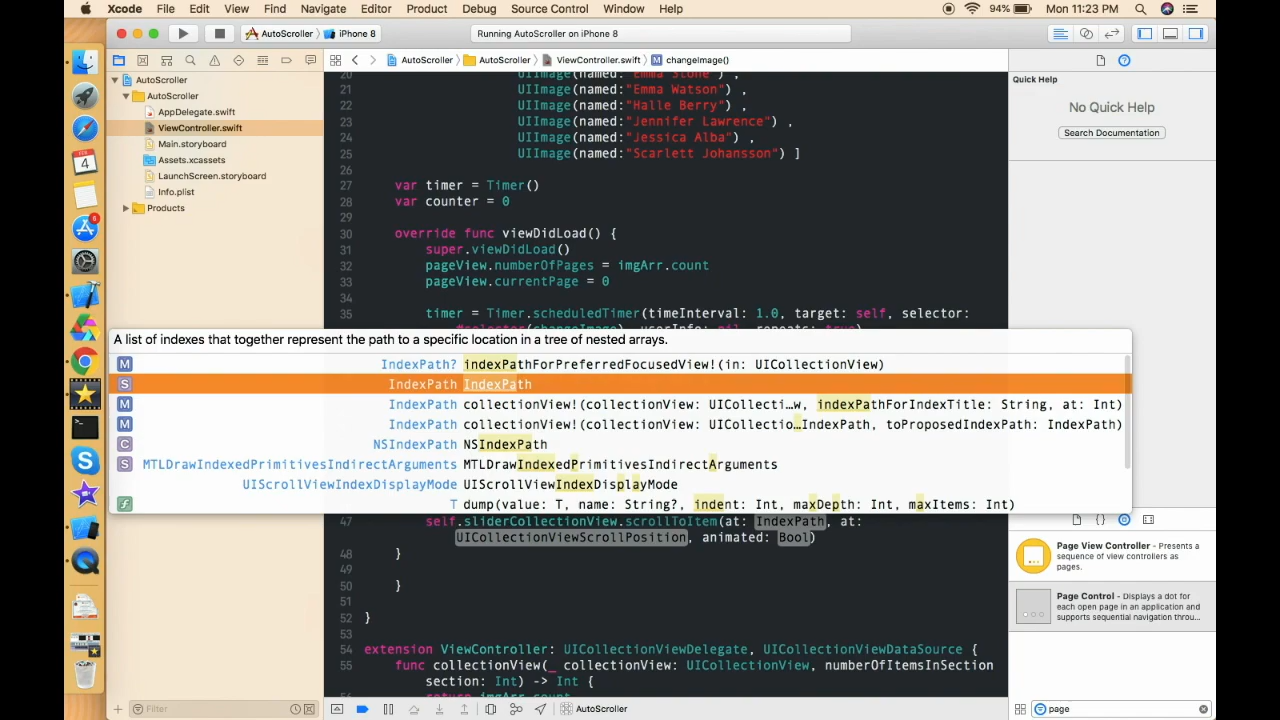 Xcode File Edit View Find Navigate Editor Product Debug Source Control Window Help 94% Mon 11:23 PM
AutoScroller iPhone 8 Running AutoScroller on iPhone 8
AutoScroller AutoScroller ViewController.swift changeImage()
AutoScroller
AutoScroller
AppDelegate.swift
ViewController.swift
Main.storyboard
Assets.xcassets
LaunchScreen.storyboard
Info.plist
Products
4
20 UIImage(named:"Emma Stone") ,
21 UIImage(named:"Emma Watson") ,
22 UIImage(named:"Halle Berry") ,
23 UIImage(named:"Jennifer Lawrence") ,
24 UIImage(named:"Jessica Alba") ,
25 UIImage(named:"Scarlett Johansson") ]
26
27 var timer = Timer()
28 var counter = 0
29
30 override func viewDidLoad() {
31 super.viewDidLoad()
32 pageView.numberOfPages = imgArr.count
33 pageView.currentPage = 0
34
35 timer = Timer.scheduledTimer(timeInterval: 1.0, target: self, selector:
A list of indexes that together represent the path to a specific location in a tree of nested arrays.
M IndexPath? indexPathForPreferredFocusedView!(in: UICollectionView)
S IndexPath IndexPath
M IndexPath collectionView!(collectionView: UICollecti…w, indexPathForIndexTitle: String, at: Int)
M IndexPath collectionView!(collectionView: UICollectio…IndexPath, toProposedIndexPath: IndexPath)
C NSIndexPath NSIndexPath
S MTLDrawIndexedPrimitivesIndirectArguments MTLDrawIndexedPrimitivesIndirectArguments
UIScrollViewIndexDisplayMode UIScrollViewIndexDisplayMode
f T dump(value: T, name: String?, indent: Int, maxDepth: Int, maxItems: Int)
47 self.sliderCollectionView.scrollToItem(at: IndexPath, at:
UICollectionViewScrollPosition, animated: Bool)
48 }
49
50 }
51
52 }
53
54 extension ViewController: UICollectionViewDelegate, UICollectionViewDataSource {
55 func collectionView(_ collectionView: UICollectionView, numberOfItemsInSection
section: Int) -> Int {
56 return imgArr.count
Filter
AutoScroller
Quick Help
No Quick Help
Search Documentation
Page View Controller - Presents a
sequence of view controllers as
pages.
Page Control - Displays a dot for
each open page in an application and
supports sequential navigation throu...
page